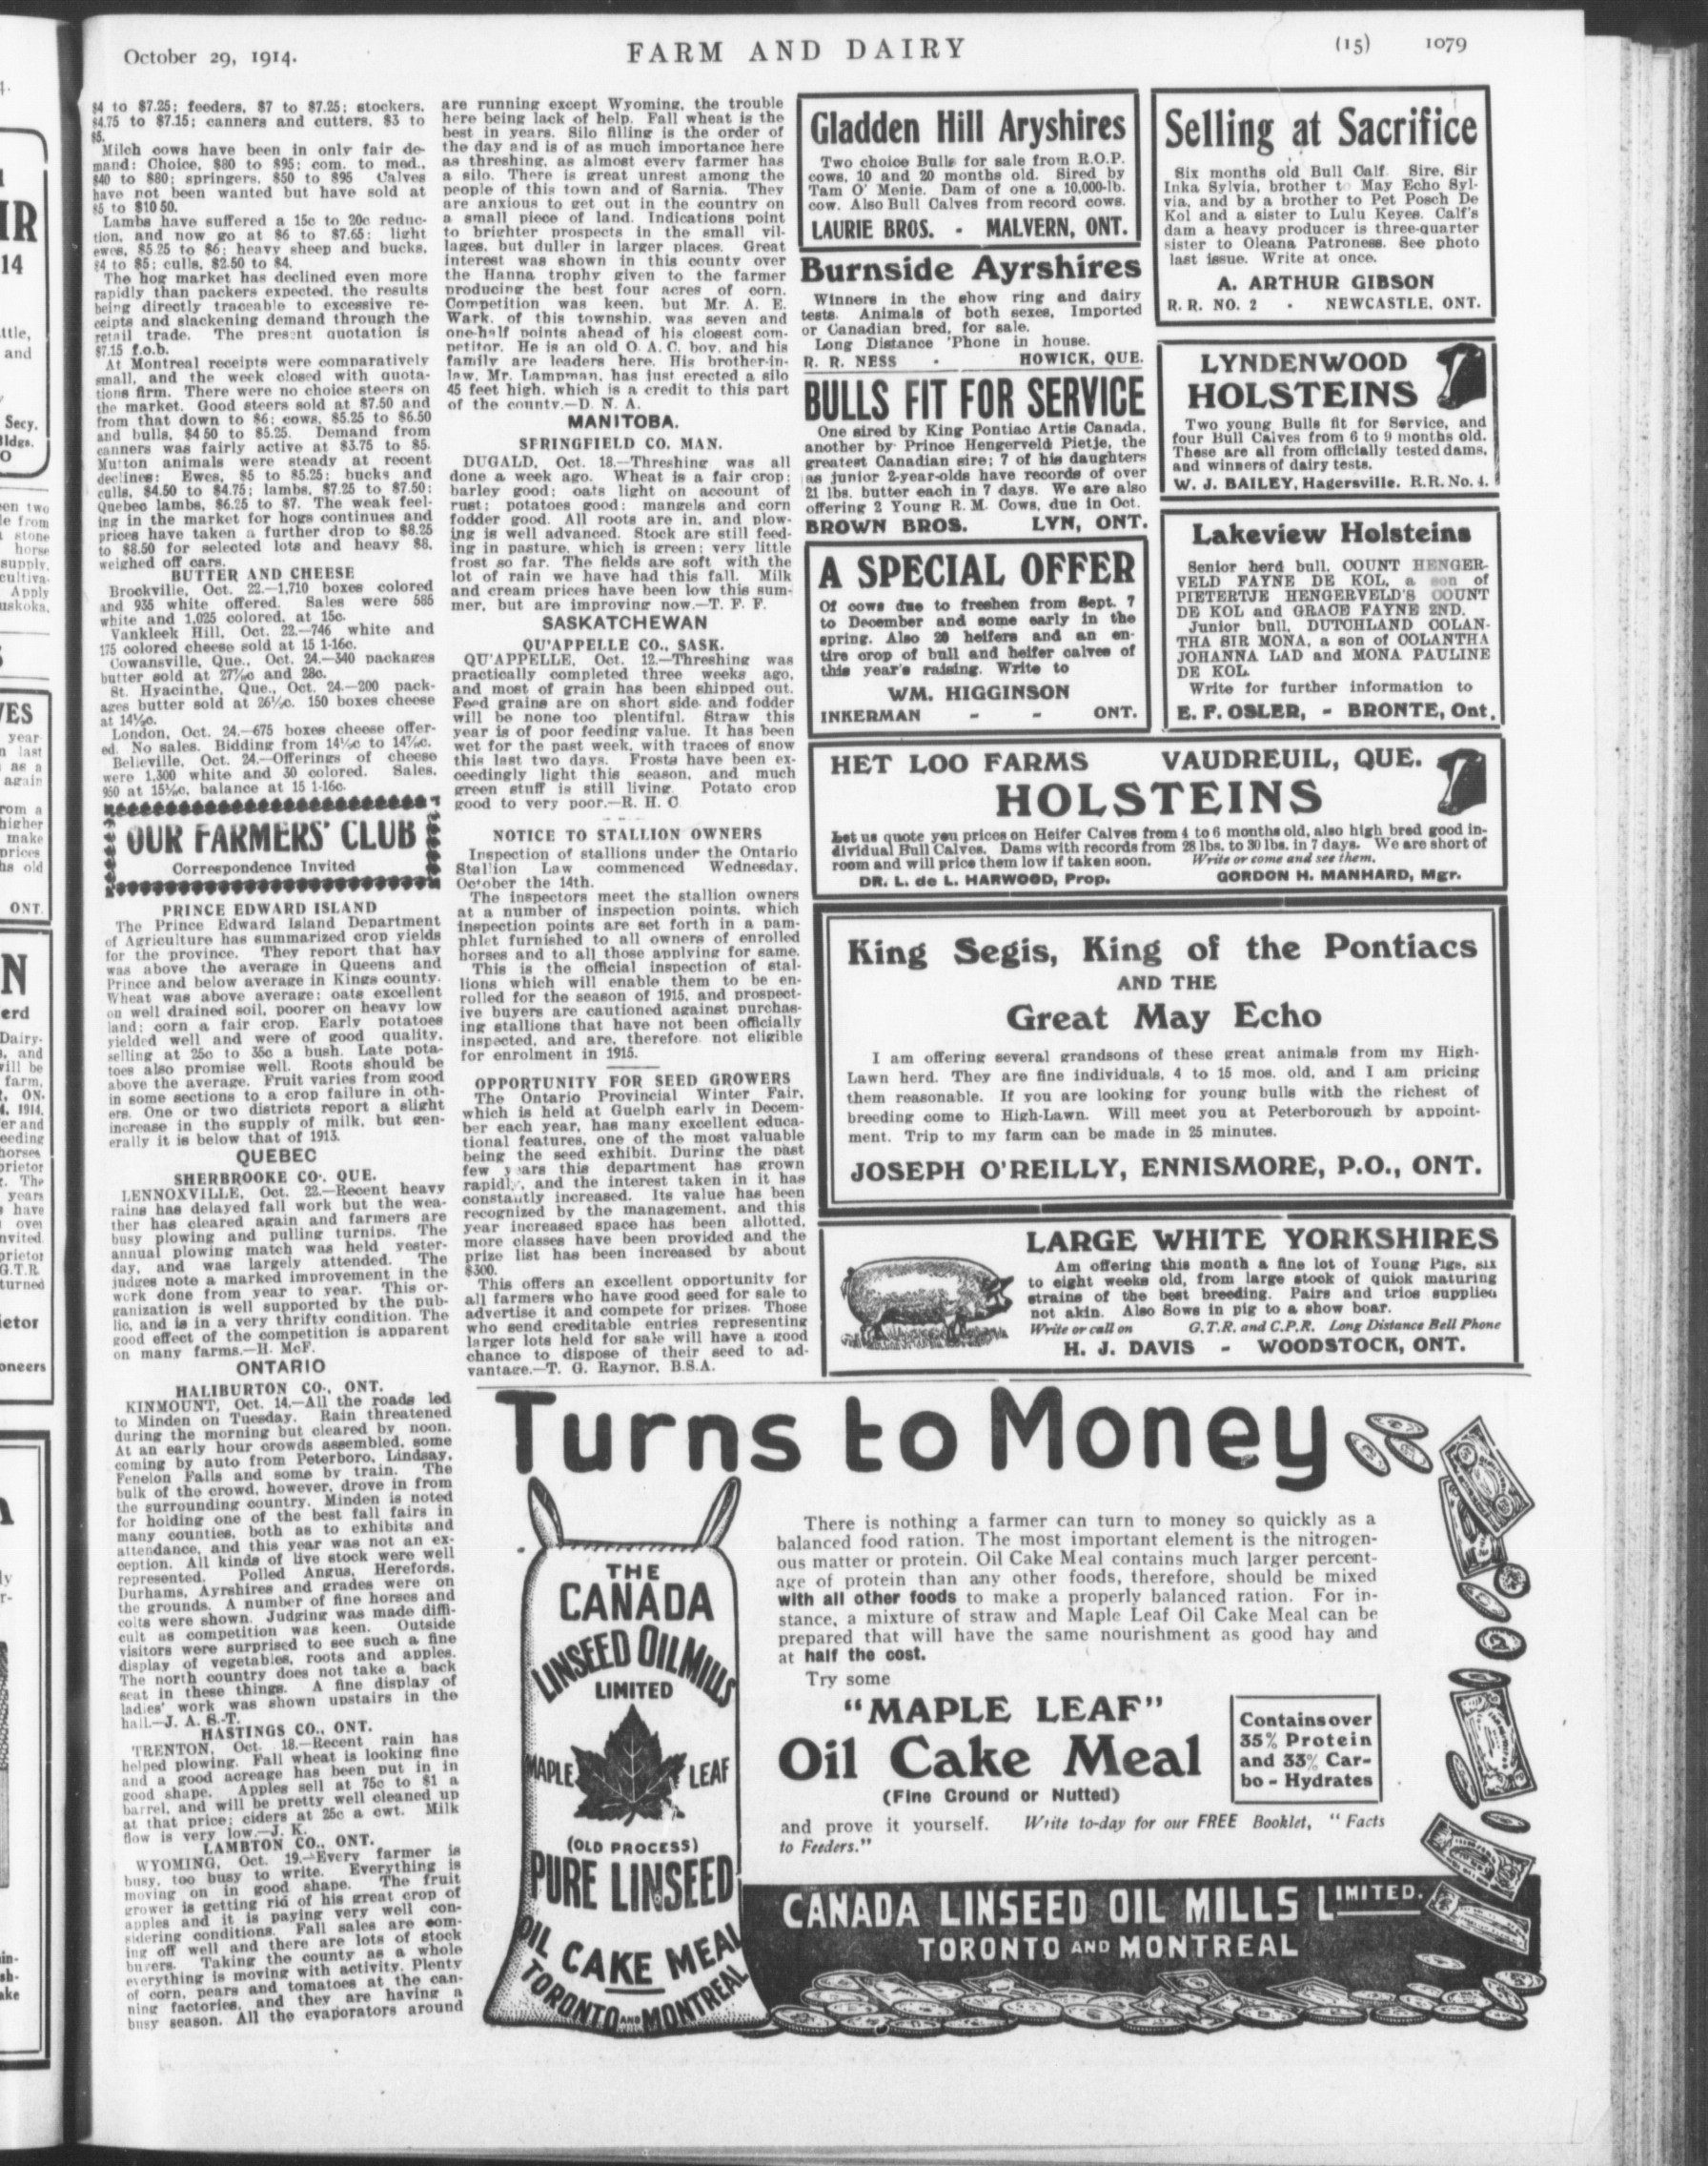 October 29, 1914.
FARM AND DAIRY
(15) 1079
$4 to $7.25; feeders, $7 to $7.25; stockers,
$4.75 to $7.15; canners and cutters, $3 to
$5.
Milch cows have been in only fair de-
mand: Choice, $80 to $95; com. to med.,
$40 to $80; springers, $50 to $95 Calves
have not been wanted but have sold at
$5 to $10 50.
Lambs have suffered a 15c to 20c reduc-
tion, and now go at $6 to $7.65; light
ewes, $5.25 to $6; heavy sheep and bucks,
$4 to $5; culls, $2.50 to $4.
The hog market has declined even more
rapidly than packers expected, the results
being directly traceable to excessive re-
ceipts and slackening demand through the
retail trade. The present quotation is
$7.15 f.o.b.
At Montreal receipts were comparatively
small, and the week closed with quota-
tions firm. There were no choice steers on
the market. Good steers sold at $7.50 and
from that down to $6; cows, $5.25 to $6.50
and bulls, $4 50 to $5.25. Demand from
canners was fairly active at $3.75 to $5.
Mutton animals were steady at recent
declines: Ewes, $5 to $5.25; bucks and
culls, $4.50 to $4.75; lambs, $7.25 to $7.50;
Quebec lambs, $6.25 to $7. The weak feel-
ing in the market for hogs continues and
prices have taken a further drop to $8.25
to $8.50 for selected lots and heavy $8,
weighed off cars.
BUTTER AND CHEESE
Brockville, Oct. 22.—1,710 boxes colored
and 935 white offered. Sales were 585
white and 1,025 colored, at 15c.
Vankleek Hill, Oct. 22.—746 white and
175 colored cheese sold at 15 1-16c.
Cowansville, Que., Oct. 24.—340 packages
butter sold at 27⅞c and 28c.
St. Hyacinthe, Que., Oct. 24.—200 pack-
ages butter sold at 26½c. 150 boxes cheese
at 14½c.
London, Oct. 24.—675 boxes cheese offer-
ed. No sales. Bidding from 14½c to 14⅞c.
Belleville, Oct. 24.—Offerings of cheese
were 1,300 white and 30 colored. Sales,
950 at 15⅛c, balance at 15 1-16c.
OUR FARMERS' CLUB
Correspondence Invited
PRINCE EDWARD ISLAND
The Prince Edward Island Department
of Agriculture has summarized crop yields
for the province. They report that hay
was above the average in Queens and
Prince and below average in Kings county.
Wheat was above average; oats excellent
on well drained soil, poorer on heavy low
land; corn a fair crop. Early potatoes
yielded well and were of good quality,
selling at 25c to 35c a bush. Late pota-
toes also promise well. Roots should be
above the average. Fruit varies from good
in some sections to a crop failure in oth-
ers. One or two districts report a slight
increase in the supply of milk, but gen-
erally it is below that of 1913.
QUEBEC
SHERBROOKE CO., QUE.
LENNOXVILLE, Oct. 22.—Recent heavy
rains has delayed fall work but the wea-
ther has cleared again and farmers are
busy plowing and pulling turnips. The
annual plowing match was held yester-
day, and was largely attended. The
judges note a marked improvement in the
work done from year to year. This or-
ganization is well supported by the pub-
lic, and is in a very thrifty condition. The
good effect of the competition is apparent
on many farms.—H. McF.
ONTARIO
HALIBURTON CO., ONT.
KINMOUNT, Oct. 14.—All the roads led
to Minden on Tuesday. Rain threatened
during the morning but cleared by noon.
At an early hour crowds assembled, some
coming by auto from Peterboro, Lindsay,
Fenelon Falls and some by train. The
bulk of the crowd, however, drove in from
the surrounding country. Minden is noted
for holding one of the best fall fairs in
many counties, both as to exhibits and
attendance, and this year was not an ex-
ception. All kinds of live stock were well
represented. Polled Angus, Herefords,
Durhams, Ayrshires and grades were on
the grounds. A number of fine horses and
colts were shown. Judging was made diffi-
cult as competition was keen. Outside
visitors were surprised to see such a fine
display of vegetables, roots and apples.
The north country does not take a back
seat in these things. A fine display of
ladies' work was shown upstairs in the
hall.—J. A. S.-T.
HASTINGS CO., ONT.
TRENTON, Oct. 18.—Recent rain has
helped plowing. Fall wheat is looking fine
and a good acreage has been put in in
good shape. Apples sell at 75c to $1 a
barrel, and will be pretty well cleaned up
at that price; ciders at 25c a cwt. Milk
flow is very low.—J. K.
LAMBTON CO., ONT.
WYOMING, Oct. 19.—Every farmer is
busy, too busy to write. Everything is
moving on in good shape. The fruit
grower is getting rid of his great crop of
apples and it is paying very well con-
sidering conditions. Fall sales are com-
ing off well and there are lots of stock
buyers. Taking the county as a whole
everything is moving with activity. Plenty
of corn, pears and tomatoes at the can-
ning factories, and they are having a
busy season. All the evaporators around
are running except Wyoming, the trouble
here being lack of help. Fall wheat is the
best in years. Silo filling is the order of
the day and is of as much importance here
as threshing, as almost every farmer has
a silo. There is great unrest among the
people of this town and of Sarnia. They
are anxious to get out in the country on
a small piece of land. Indications point
to brighter prospects in the small vil-
lages, but duller in larger places. Great
interest was shown in this county over
the Hanna trophy given to the farmer
producing the best four acres of corn.
Competition was keen, but Mr. A. E.
Wark, of this township, was seven and
one-half points ahead of his closest com-
petitor. He is an old O. A. C. boy, and his
family are leaders here. His brother-in-
law, Mr. Lampman, has just erected a silo
45 feet high, which is a credit to this part
of the county.—D. N. A.
MANITOBA.
SPRINGFIELD CO. MAN.
DUGALD, Oct. 18.—Threshing was all
done a week ago. Wheat is a fair crop;
barley good; oats light on account of
rust; potatoes good; mangels and corn
fodder good. All roots are in, and plow-
ing is well advanced. Stock are still feed-
ing in pasture, which is green; very little
frost so far. The fields are soft with the
lot of rain we have had this fall. Milk
and cream prices have been low this sum-
mer, but are improving now.—T. F. F.
SASKATCHEWAN
QU'APPELLE CO., SASK.
QU'APPELLE, Oct. 12.—Threshing was
practically completed three weeks ago,
and most of grain has been shipped out.
Feed grains are on short side and fodder
will be none too plentiful. Straw this
year is of poor feeding value. It has been
wet for the past week, with traces of snow
this last two days. Frosts have been ex-
ceedingly light this season, and much
green stuff is still living. Potato crop
good to very poor.—R. H. C
NOTICE TO STALLION OWNERS
Inspection of stallions under the Ontario
Stallion Law commenced Wednesday,
October the 14th.
The inspectors meet the stallion owners
at a number of inspection points, which
inspection points are set forth in a pam-
phlet furnished to all owners of enrolled
horses and to all those applying for same.
This is the official inspection of stal-
lions which will enable them to be en-
rolled for the season of 1915, and prospect-
ive buyers are cautioned against purchas-
ing stallions that have not been officially
inspected, and are, therefore, not eligible
for enrolment in 1915.
OPPORTUNITY FOR SEED GROWERS
The Ontario Provincial Winter Fair,
which is held at Guelph early in Decem-
ber each year, has many excellent educa-
tional features, one of the most valuable
being the seed exhibit. During the past
few years this department has grown
rapidly, and the interest taken in it has
constantly increased. Its value has been
recognized by the management, and this
year increased space has been allotted,
more classes have been provided and the
prize list has been increased by about
$300.
This offers an excellent opportunity for
all farmers who have good seed for sale to
advertise it and compete for prizes. Those
who send creditable entries representing
larger lots held for sale will have a good
chance to dispose of their seed to ad-
vantage.—T. G. Raynor, B.S.A.
Gladden Hill Aryshires
Two choice Bulls for sale from R.O.P.
cows, 10 and 20 months old. Sired by
Tam O' Menie. Dam of one a 10,000-lb.
cow. Also Bull Calves from record cows.
LAURIE BROS. - MALVERN, ONT.
Burnside Ayrshires
Winners in the show ring and dairy
tests. Animals of both sexes, Imported
or Canadian bred, for sale.
Long Distance 'Phone in house.
R. R. NESS - HOWICK, QUE.
BULLS FIT FOR SERVICE
One sired by King Pontiac Artis Canada,
another by Prince Hengerveld Pietje, the
greatest Canadian sire; 7 of his daughters
as junior 2-year-olds have records of over
21 lbs. butter each in 7 days. We are also
offering 2 Young R. M. Cows, due in Oct.
BROWN BROS. LYN, ONT.
A SPECIAL OFFER
Of cows due to freshen from Sept. 7
to December and some early in the
spring. Also 20 heifers and an en-
tire crop of bull and heifer calves of
this year's raising. Write to
WM. HIGGINSON
INKERMAN - - ONT.
Selling at Sacrifice
Six months old Bull Calf. Sire, Sir
Inka Sylvia, brother to May Echo Syl-
via, and by a brother to Pet Posch De
Kol and a sister to Lulu Keyes. Calf's
dam a heavy producer is three-quarter
sister to Oleana Patroness. See photo
last issue. Write at once.
A. ARTHUR GIBSON
R. R. NO. 2 - NEWCASTLE, ONT.
LYNDENWOOD
HOLSTEINS
Two young Bulls fit for Service, and
four Bull Calves from 6 to 9 months old.
These are all from officially tested dams,
and winners of dairy tests.
W. J. BAILEY, Hagersville. R.R. No. 4.
Lakeview Holsteins
Senior herd bull, COUNT HENGER-
VELD FAYNE DE KOL, a son of
PIETERTJE HENGERVELD'S COUNT
DE KOL and GRACE FAYNE 2ND.
Junior bull, DUTCHLAND COLAN-
THA SIR MONA, a son of COLANTHA
JOHANNA LAD and MONA PAULINE
DE KOL
Write for further information to
E. F. OSLER, - BRONTE, Ont.
HET LOO FARMS VAUDREUIL, QUE.
HOLSTEINS
Let us quote you prices on Heifer Calves from 4 to 6 months old, also high bred good in-
dividual Bull Calves. Dams with records from 28 lbs. to 30 lbs. in 7 days. We are short of
room and will price them low if taken soon. Write or come and see them.
DR. L. de L. HARWOOD, Prop. GORDON H. MANHARD, Mgr.
King Segis, King of the Pontiacs
AND THE
Great May Echo
I am offering several grandsons of these great animals from my High-
Lawn herd. They are fine individuals, 4 to 15 mos. old, and I am pricing
them reasonable. If you are looking for young bulls with the richest of
breeding come to High-Lawn. Will meet you at Peterborough by appoint-
ment. Trip to my farm can be made in 25 minutes.
JOSEPH O'REILLY, ENNISMORE, P.O., ONT.
LARGE WHITE YORKSHIRES
Am offering this month a fine lot of Young Pigs, six
to eight weeks old, from large stock of quick maturing
strains of the best breeding. Pairs and trios supplied
not akin. Also Sows in pig to a show boar.
Write or call on G.T.R. and C.P.R. Long Distance Bell Phone
H. J. DAVIS - WOODSTOCK, ONT.
Turns to Money
There is nothing a farmer can turn to money so quickly as a
balanced food ration. The most important element is the nitrogen-
ous matter or protein. Oil Cake Meal contains much larger percent-
age of protein than any other foods, therefore, should be mixed
with all other foods to make a properly balanced ration. For in-
stance, a mixture of straw and Maple Leaf Oil Cake Meal can be
prepared that will have the same nourishment as good hay and
at half the cost.
Try some
"MAPLE LEAF"
Oil Cake Meal
(Fine Ground or Nutted)
Contains over
35% Protein
and 33% Car-
bo-Hydrates
and prove it yourself. Write to-day for our FREE Booklet, "Facts
to Feeders."
THE
CANADA
LINSEED OIL MILLS
LIMITED
MAPLE LEAF
(OLD PROCESS)
PURE LINSEED
OIL CAKE MEAL
TORONTO AND MONTREAL
CANADA LINSEED OIL MILLS LIMITED.
TORONTO AND MONTREAL